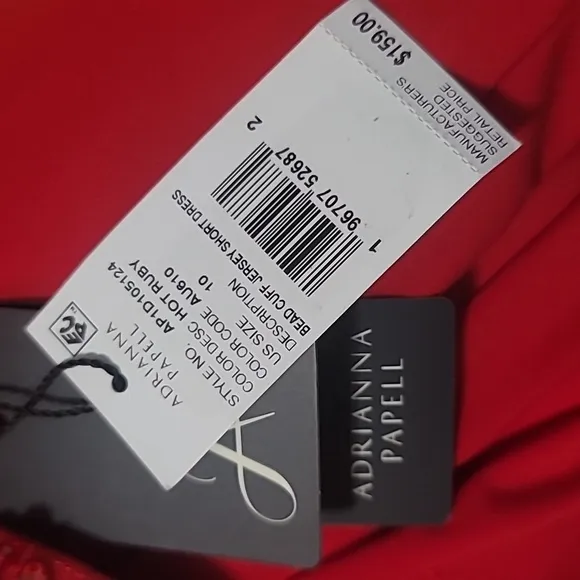 ADRIANNA
PAPELL
STYLE NO. AP1D105124
COLOR DESC HOT RUBY
COLOR CODE AU610
US SIZE 10
DESCRIPTION
BEAD CUFF JERSEY SHORT DRESS
1 96707 52687 2
MANUFACTURERS
SUGGESTED
RETAIL PRICE
$159.00
ADRIANNA
PAPELL